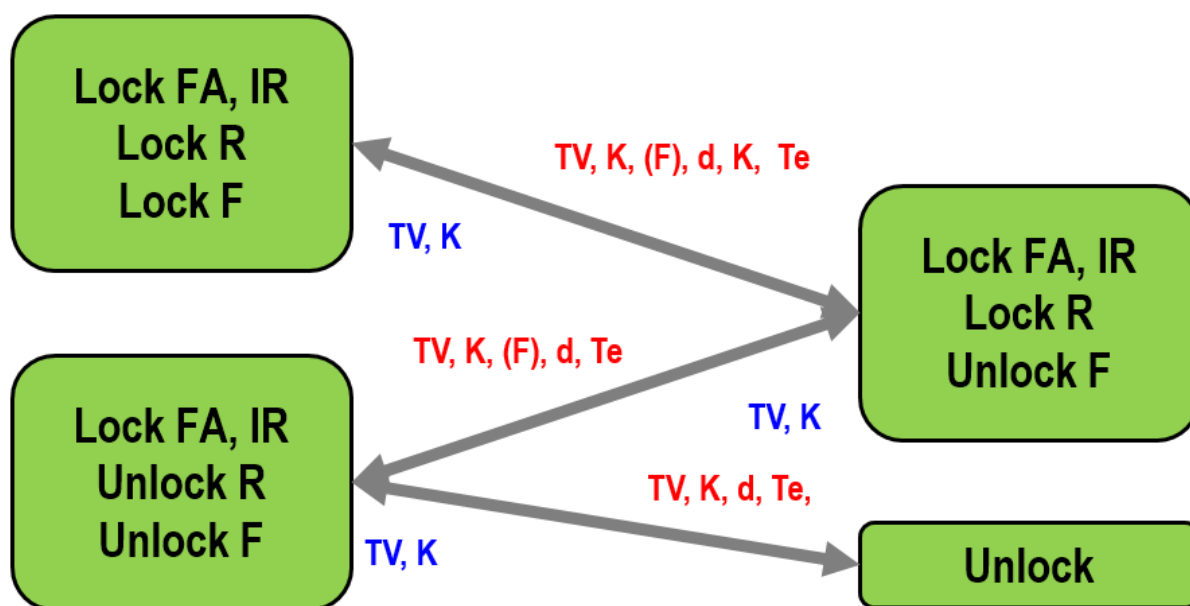 Lock FA, IR
Lock R
Lock F
TV, K, (F), d, K, Te
TV, K
Lock FA, IR
Lock R
Unlock F
TV, K, (F), d, Te
TV, K
Lock FA, IR
Unlock R
Unlock F
TV, K, d, Te,
TV, K
Unlock